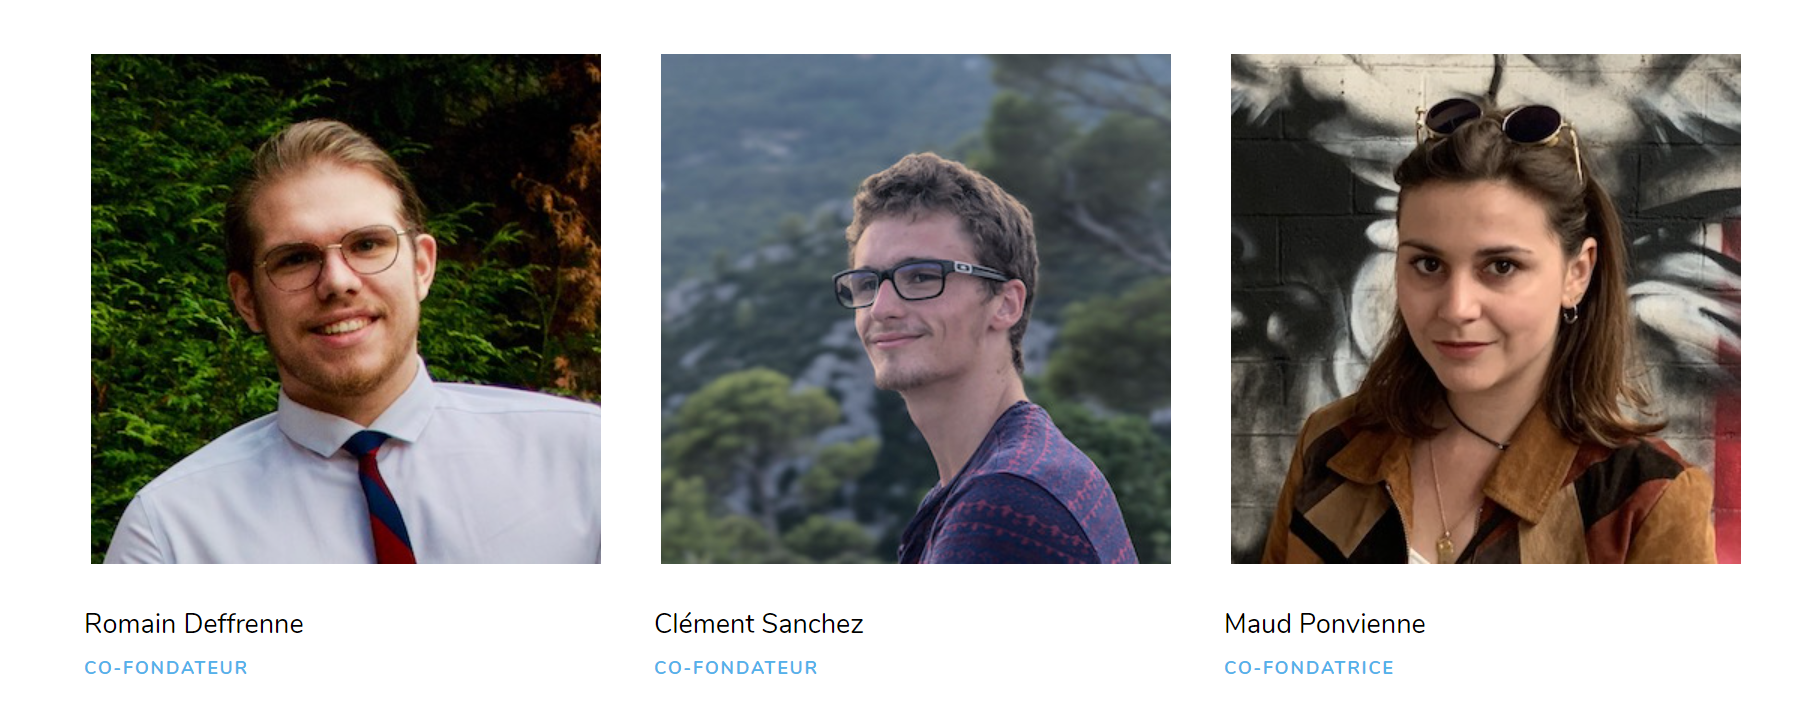 Romain Deffrenne
CO-FONDATEUR
Clément Sanchez
CO-FONDATEUR
Maud Ponvienne
CO-FONDATRICE